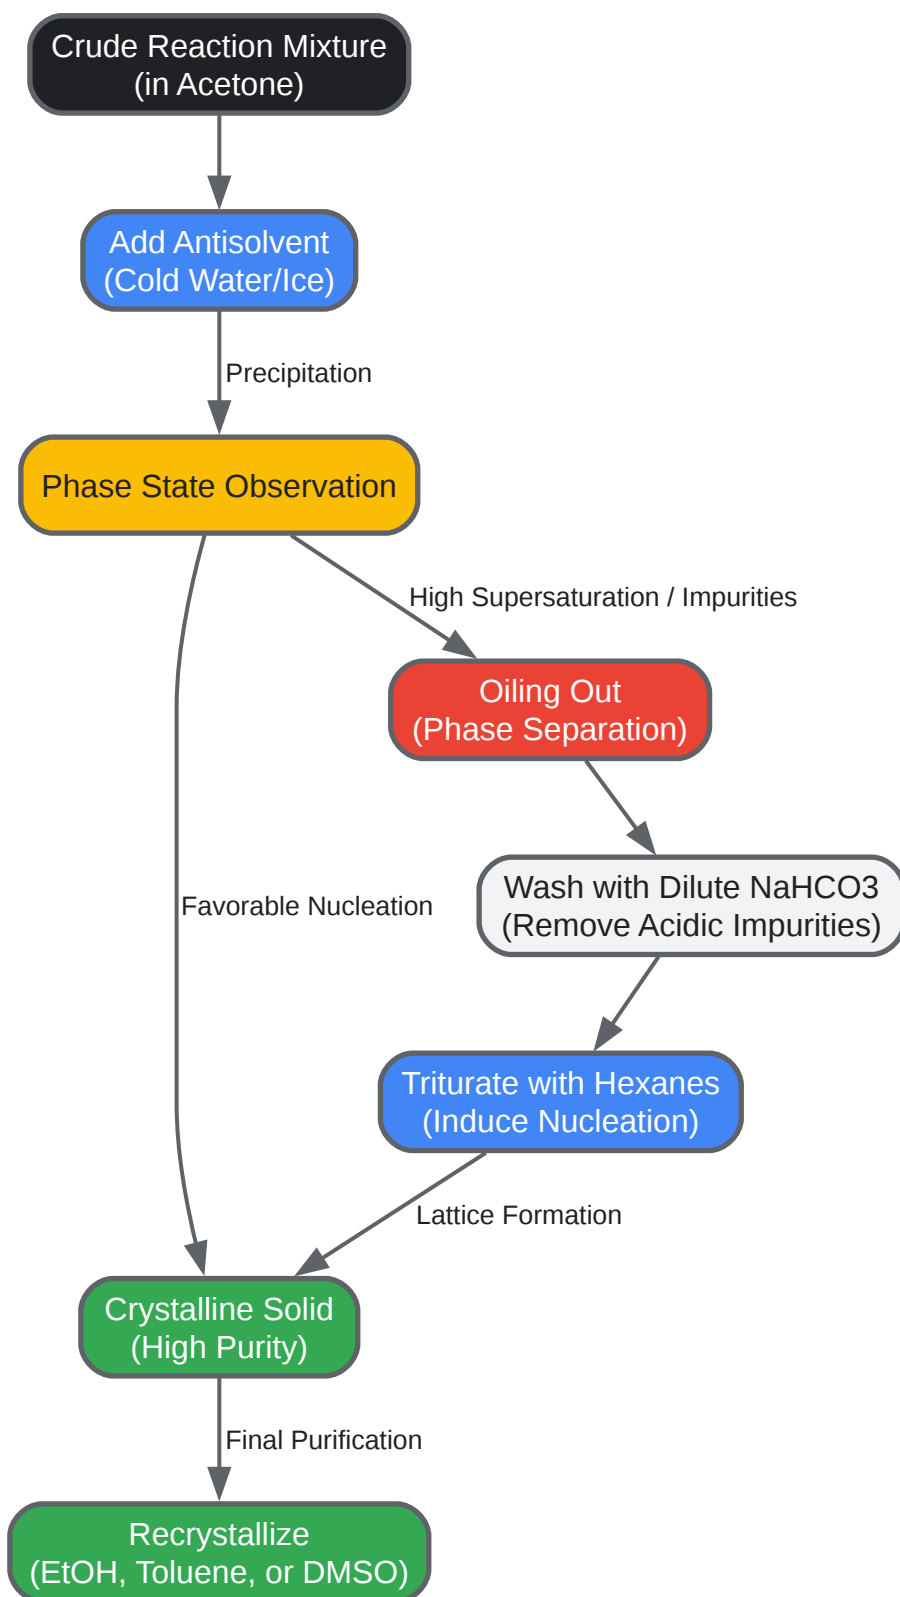 Crude Reaction Mixture
(in Acetone)
Add Antisolvent
(Cold Water/Ice)
Precipitation
Phase State Observation
High Supersaturation / Impurities
Oiling Out
(Phase Separation)
Wash with Dilute NaHCO3
(Remove Acidic Impurities)
Favorable Nucleation
Triturate with Hexanes
(Induce Nucleation)
Lattice Formation
Crystalline Solid
(High Purity)
Final Purification
Recrystallize
(EtOH, Toluene, or DMSO)